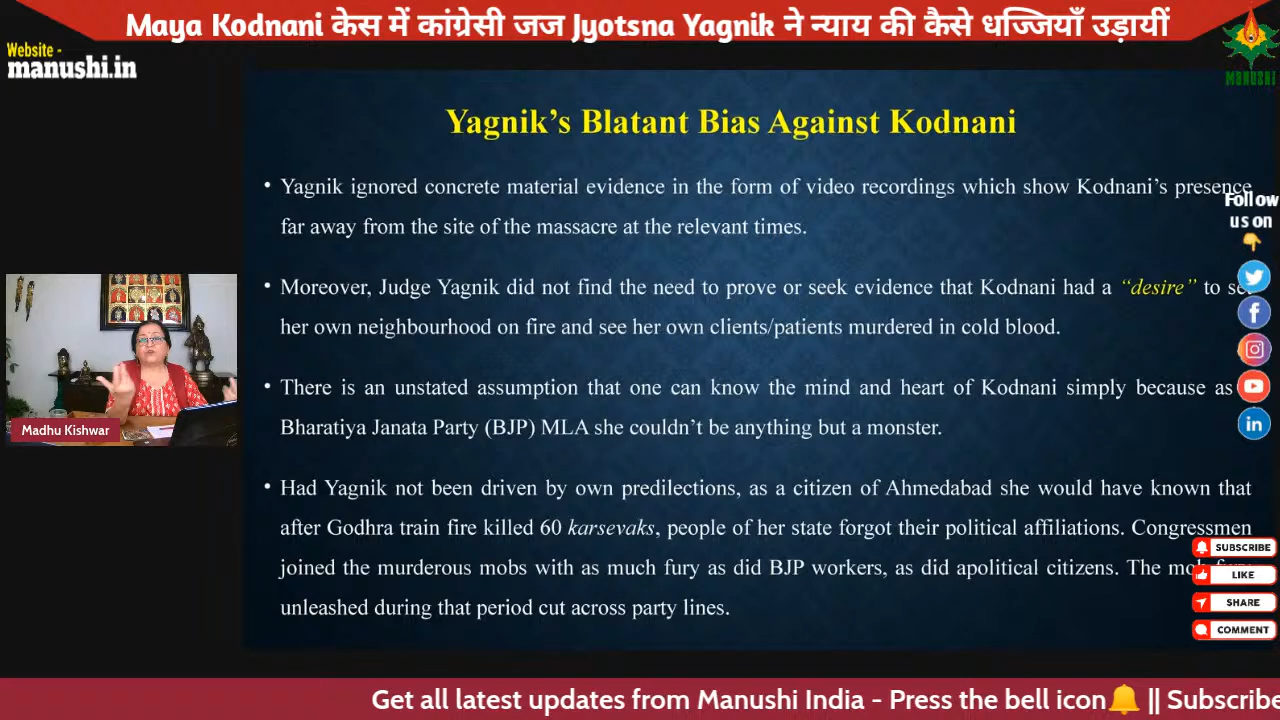 Maya Kodnani केस में कांग्रेसी जज Jyotsna Yagnik ने न्याय की कैसे धज्जियाँ उड़ायीं
Website -
manushi.in
MANUSHI
Yagnik's Blatant Bias Against Kodnani
• Yagnik ignored concrete material evidence in the form of video recordings which show Kodnani's presence
far away from the site of the massacre at the relevant times.
• Moreover, Judge Yagnik did not find the need to prove or seek evidence that Kodnani had a "desire" to
her own neighbourhood on fire and see her own clients/patients murdered in cold blood.
• There is an unstated assumption that one can know the mind and heart of Kodnani simply because as
Bharatiya Janata Party (BJP) MLA she couldn't be anything but a monster.
• Had Yagnik not been driven by own predilections, as a citizen of Ahmedabad she would have known that
after Godhra train fire killed 60 karsevaks, people of her state forgot their political affiliations. Congressmen
joined the murderous mobs with as much fury as did BJP workers, as did apolitical citizens. The mob
unleashed during that period cut across party lines.
Madhu Kishwar
Follow
us on
SUBSCRIBE
LIKE
SHARE
COMMENT
Get all latest updates from Manushi India - Press the bell icon🔔 || Subscribe